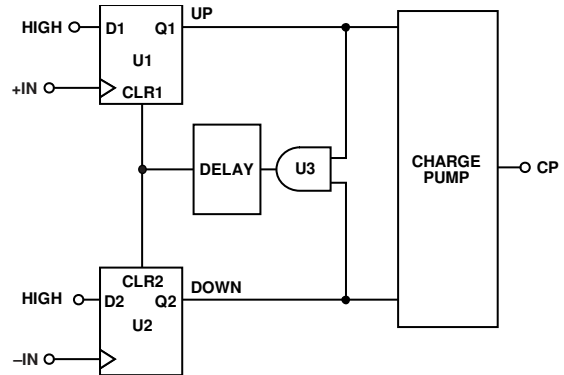 HIGH
D1
Q1
UP
U1
+IN
CLR1
DELAY
U3
CHARGE
PUMP
CP
CLR2
HIGH
D2
Q2
DOWN
U2
–IN